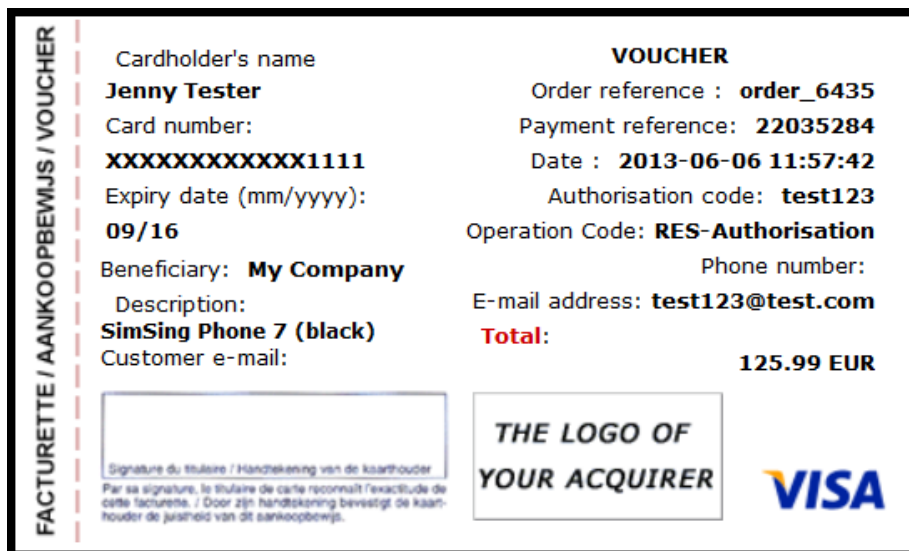 FACTURETTE / AANKOOPBEWIJS / VOUCHER
Cardholder's name
Jenny Tester
Card number:
XXXXXXXXXXXX1111
Expiry date (mm/yyyy):
09/16
Beneficiary: My Company
Description:
SimSing Phone 7 (black)
Customer e-mail:
VOUCHER
Order reference : order_6435
Payment reference: 22035284
Date : 2013-06-06 11:57:42
Authorisation code: test123
Operation Code: RES-Authorisation
Phone number:
E-mail address: test123@test.com
Total:
125.99 EUR
Signature du titulaire / Handtekening van de kaarthouder
Par sa signature, le titulaire de carte reconnaît l'exactitude de
cette facturette. / Door zijn handtekening bevestigt de kaart-
houder de juistheid van dit aankoopbewijs.
THE LOGO OF
YOUR ACQUIRER
VISA